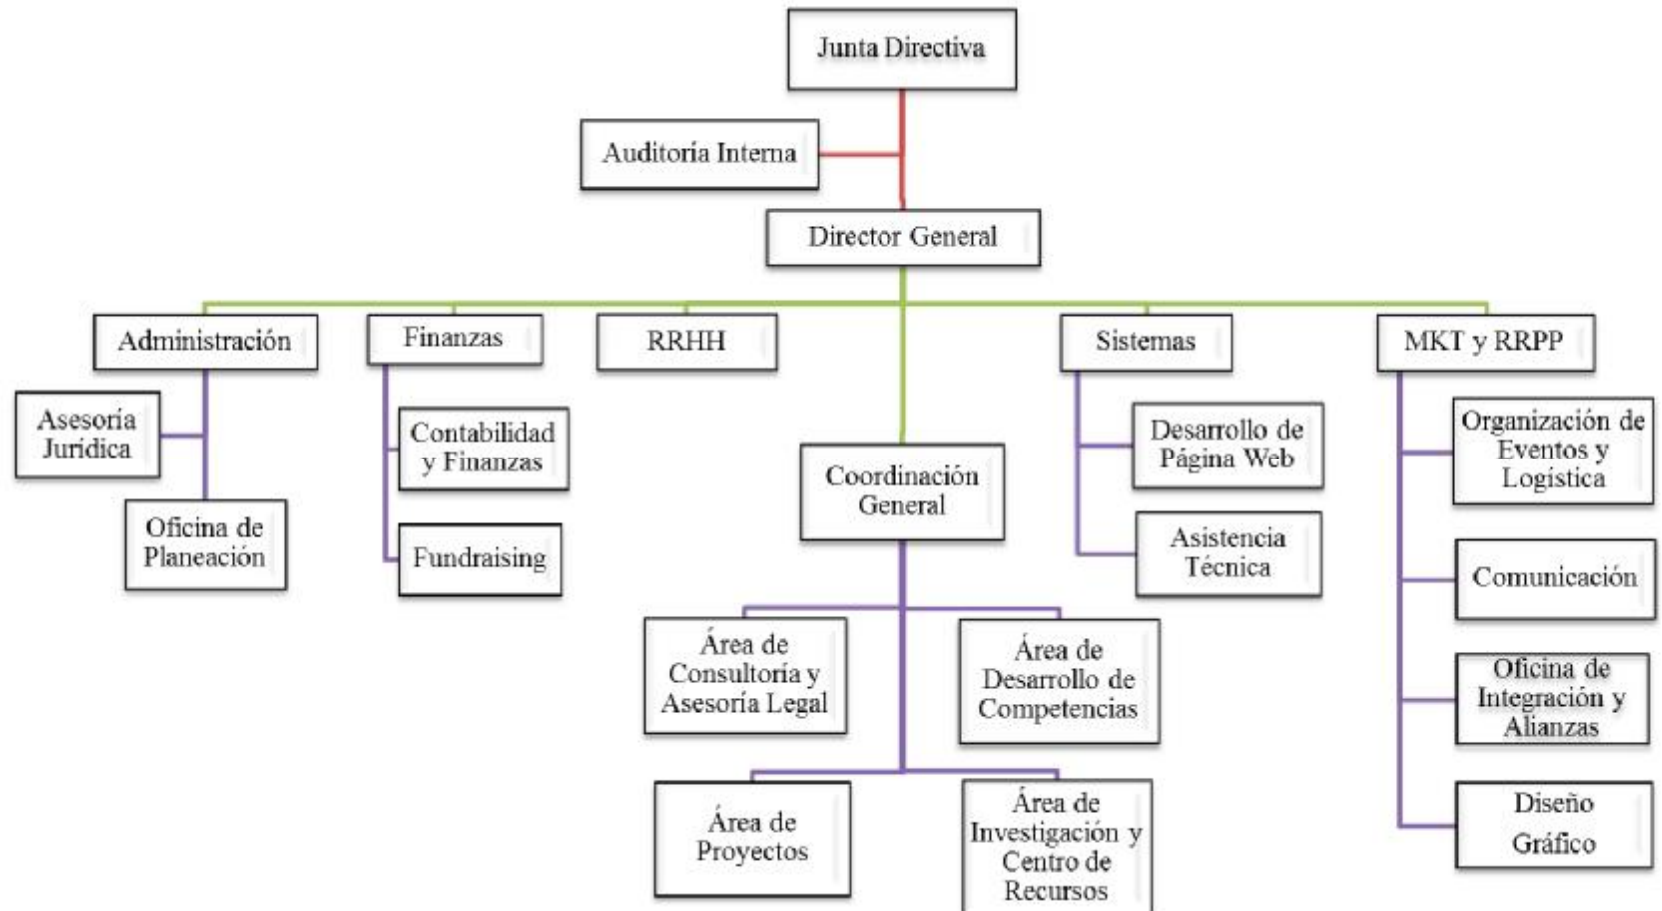 Junta Directiva
Auditoría Interna
Director General
Administración
Finanzas
RRHH
Sistemas
MKT y RRPP
Asesoría
Jurídica
Oficina de
Planeación
Contabilidad
y Finanzas
Fundraising
Coordinación
General
Área de
Consultoría y
Asesoría Legal
Área de
Desarrollo de
Competencias
Área de
Proyectos
Área de
Investigación y
Centro de
Recursos
Desarrollo de
Página Web
Asistencia
Técnica
Organización de
Eventos y
Logística
Comunicación
Oficina de
Integración y
Alianzas
Diseño
Gráfico